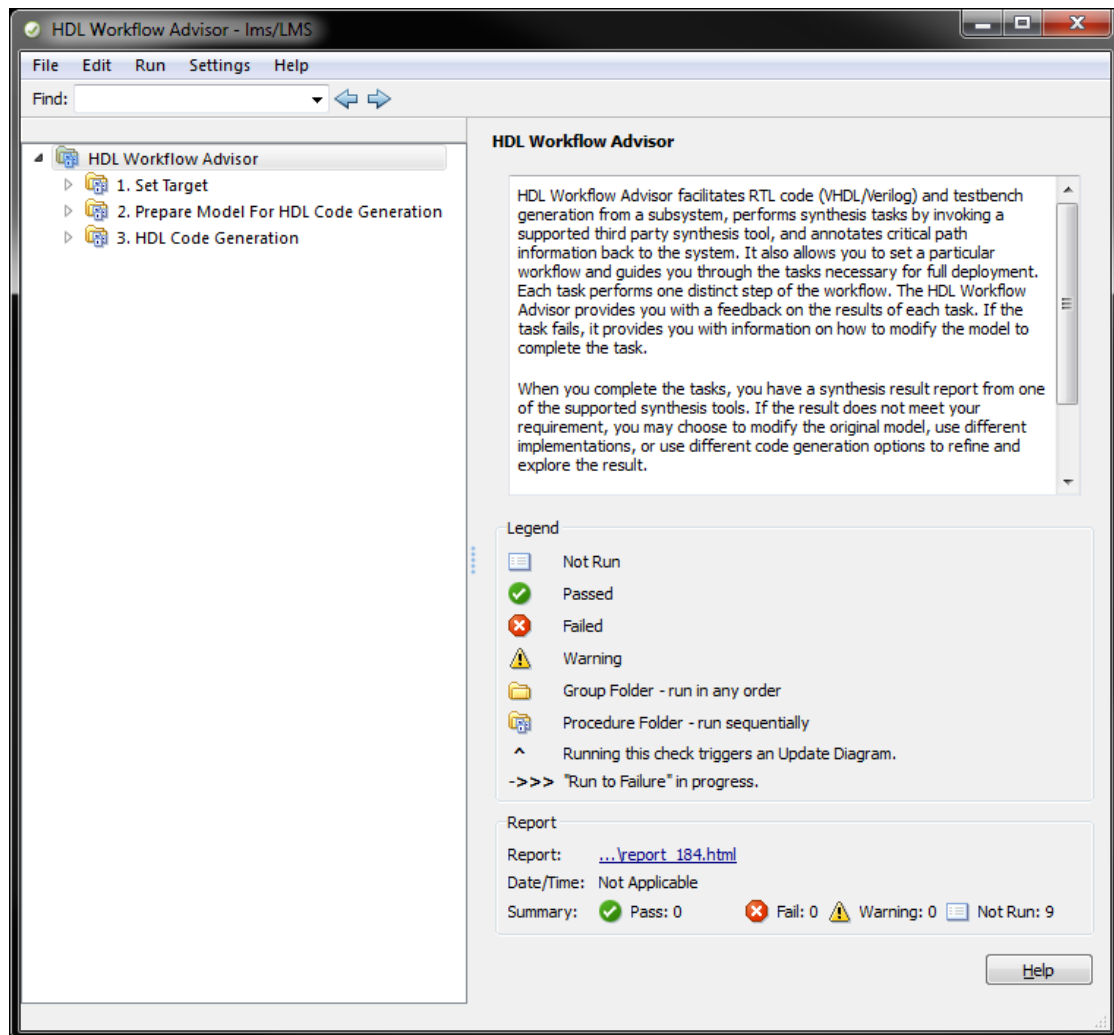 HDL Workflow Advisor - lms/LMS
File Edit Run Settings Help
Find:
HDL Workflow Advisor
1. Set Target
2. Prepare Model For HDL Code Generation
3. HDL Code Generation
HDL Workflow Advisor
HDL Workflow Advisor facilitates RTL code (VHDL/Verilog) and testbench
generation from a subsystem, performs synthesis tasks by invoking a
supported third party synthesis tool, and annotates critical path
information back to the system. It also allows you to set a particular
workflow and guides you through the tasks necessary for full deployment.
Each task performs one distinct step of the workflow. The HDL Workflow
Advisor provides you with a feedback on the results of each task. If the
task fails, it provides you with information on how to modify the model to
complete the task.
When you complete the tasks, you have a synthesis result report from one
of the supported synthesis tools. If the result does not meet your
requirement, you may choose to modify the original model, use different
implementations, or use different code generation options to refine and
explore the result.
Legend
Not Run
Passed
Failed
Warning
Group Folder - run in any order
Procedure Folder - run sequentially
^ Running this check triggers an Update Diagram.
->>> "Run to Failure" in progress.
Report
Report: ...\report_184.html
Date/Time: Not Applicable
Summary: Pass: 0 Fail: 0 Warning: 0 Not Run: 9
Help